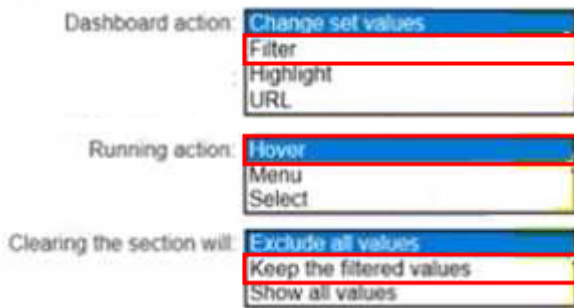 Dashboard action: Change set values
Filter
: Highlight
URL
Running action: Hover
Menu
Select
Clearing the section will: Exclude all values
Keep the filtered values
Show all values